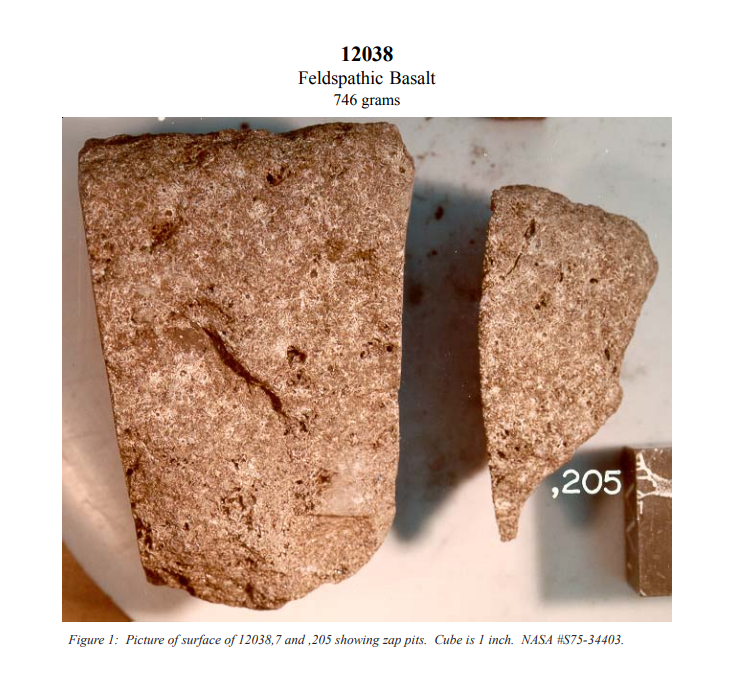 12038
Feldspathic Basalt
746 grams
,205
Figure 1: Picture of surface of 12038,7 and ,205 showing zap pits. Cube is 1 inch. NASA #S75-34403.